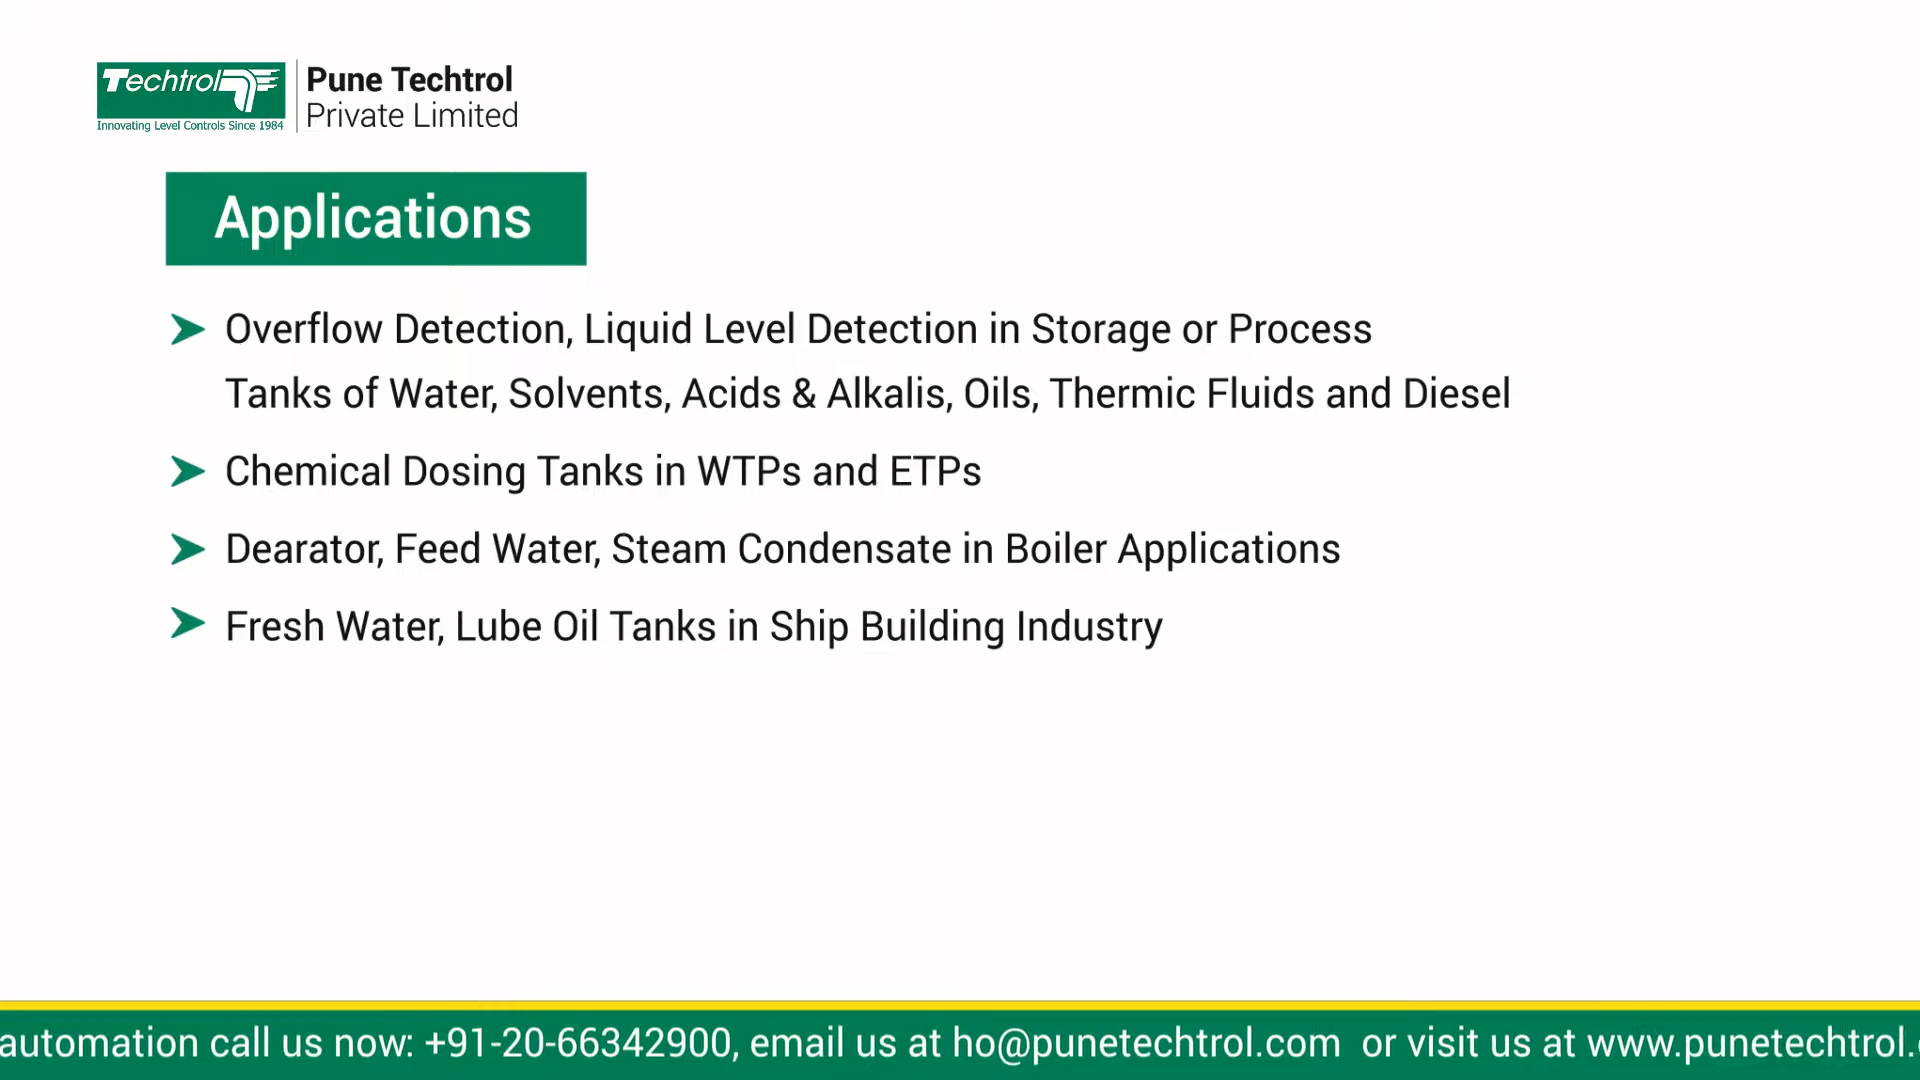 Techtrol
Innovating Level Controls Since 1984
Pune Techtrol
Private Limited
Applications
Overflow Detection, Liquid Level Detection in Storage or Process
Tanks of Water, Solvents, Acids & Alkalis, Oils, Thermic Fluids and Diesel
Chemical Dosing Tanks in WTPs and ETPs
Dearator, Feed Water, Steam Condensate in Boiler Applications
Fresh Water, Lube Oil Tanks in Ship Building Industry
automation call us now: +91-20-66342900, email us at ho@punetechtrol.com or visit us at www.punetechtrol.